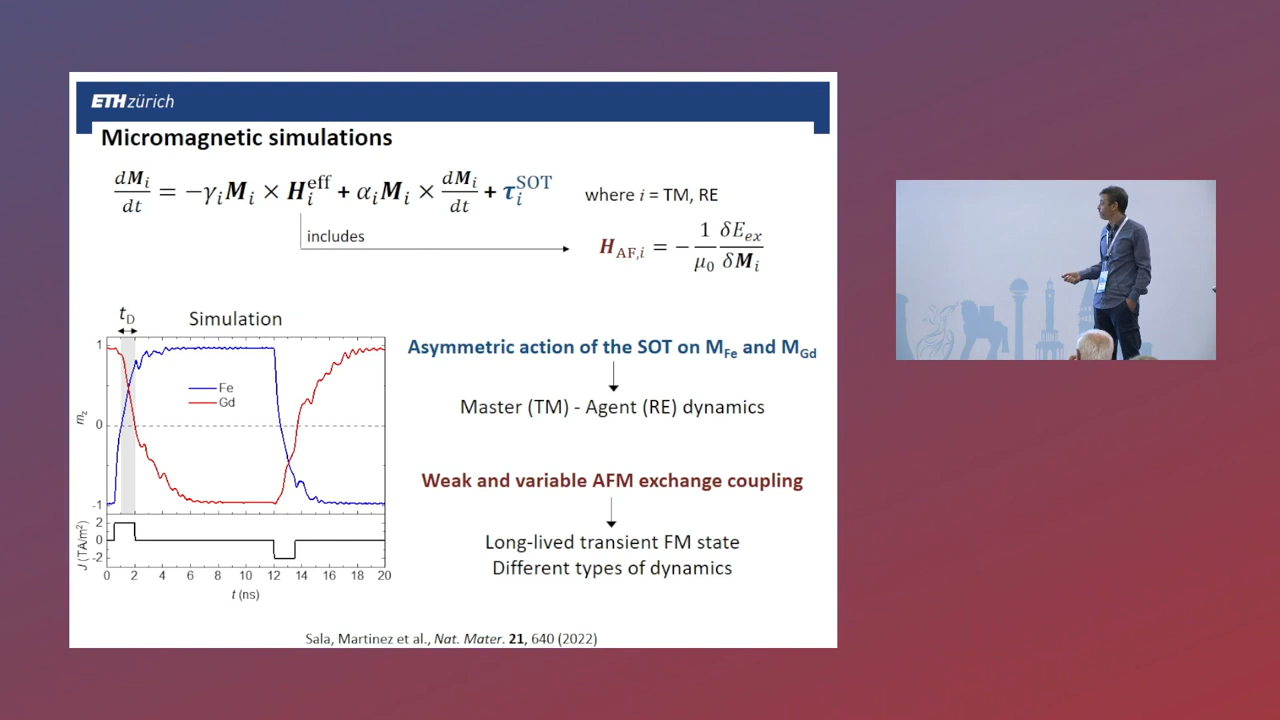 ETH zürich
Micromagnetic simulations
dM_i/dt = −γ_i M_i × H_i^eff + α_i M_i × dM_i/dt + τ_i^SOT
where i = TM, RE
includes
H_AF,i = − 1/μ_0 δE_ex/δM_i
t_D
Simulation
1
0
-1
m_z
Fe
Gd
2
0
-2
J (TA/m²)
0 2 4 6 8 10 12 14 16 18 20
t (ns)
Asymmetric action of the SOT on M_Fe and M_Gd
Master (TM) - Agent (RE) dynamics
Weak and variable AFM exchange coupling
Long-lived transient FM state
Different types of dynamics
Sala, Martinez et al., Nat. Mater. 21, 640 (2022)